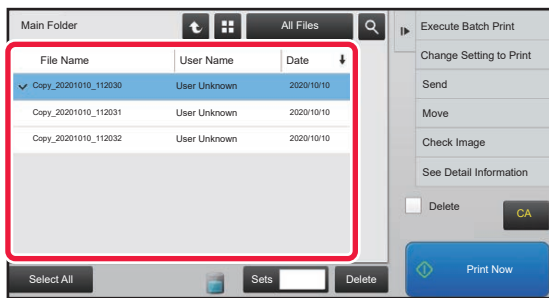 Main Folder
All Files
File Name User Name Date
Copy_20201010_112030 User Unknown 2020/10/10
Copy_20201010_112031 User Unknown 2020/10/10
Copy_20201010_112032 User Unknown 2020/10/10
Select All
Sets
Delete
Execute Batch Print
Change Setting to Print
Send
Move
Check Image
See Detail Information
Delete
CA
Print Now